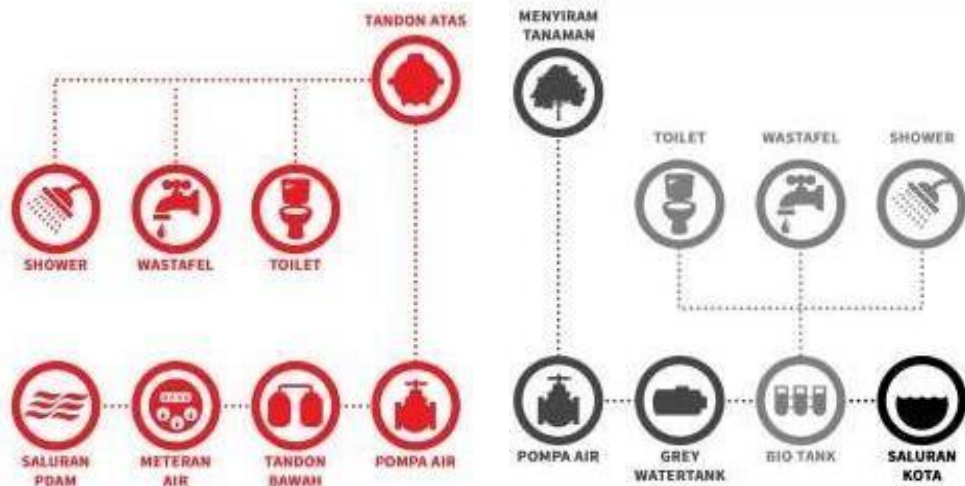 TANDON ATAS
SHOWER
WASTAFEL
TOILET
SALURAN
PDAM
METERAN
AIR
TANDON
BAWAH
POMPA AIR
MENYIRAM
TANAMAN
TOILET
WASTAFEL
SHOWER
POMPA AIR
GREY
WATERTANK
BIO TANK
SALURAN
KOTA